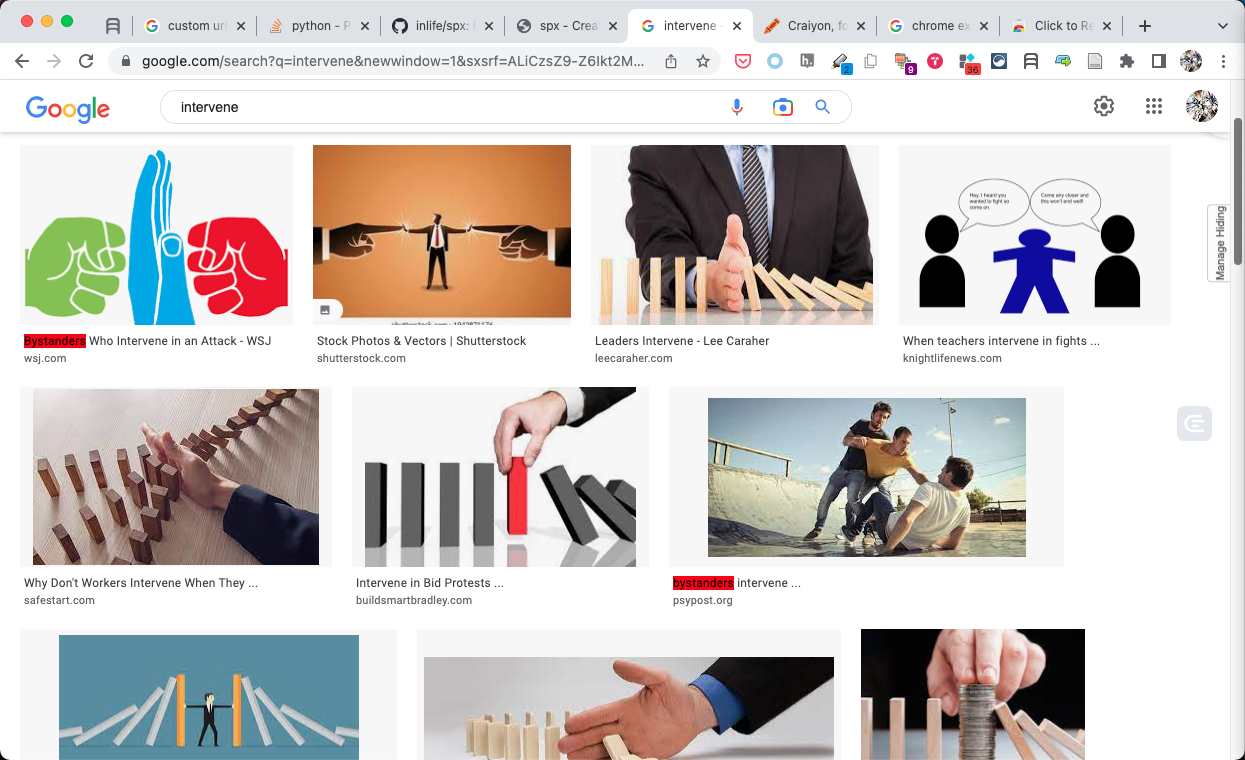 custom url
python - P
inlife/spx:
spx - Crea
intervene -
Craiyon, fo
chrome ex
Click to Re
google.com/search?q=intervene&newwindow=1&sxsrf=ALiCzsZ9-Z6Ikt2M...
2
9
36
Google
intervene
Manage Hiding
Hey, I heard you
wanted to fight so
come on.
Come any closer and
this won't end well!
Bystanders Who Intervene in an Attack - WSJ
wsj.com
Stock Photos & Vectors | Shutterstock
shutterstock.com
Leaders Intervene - Lee Caraher
leecaraher.com
When teachers intervene in fights ...
knightlifenews.com
Why Don't Workers Intervene When They ...
safestart.com
Intervene in Bid Protests ...
buildsmartbradley.com
bystanders intervene ...
psypost.org